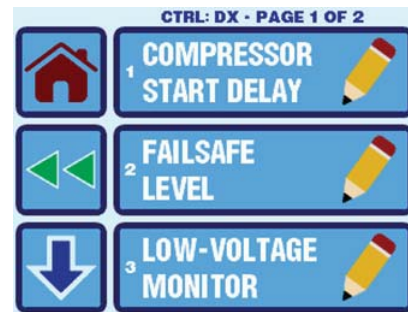 CTRL: DX - PAGE 1 OF 2
1 COMPRESSOR
START DELAY
2 FAILSAFE
LEVEL
3 LOW-VOLTAGE
MONITOR